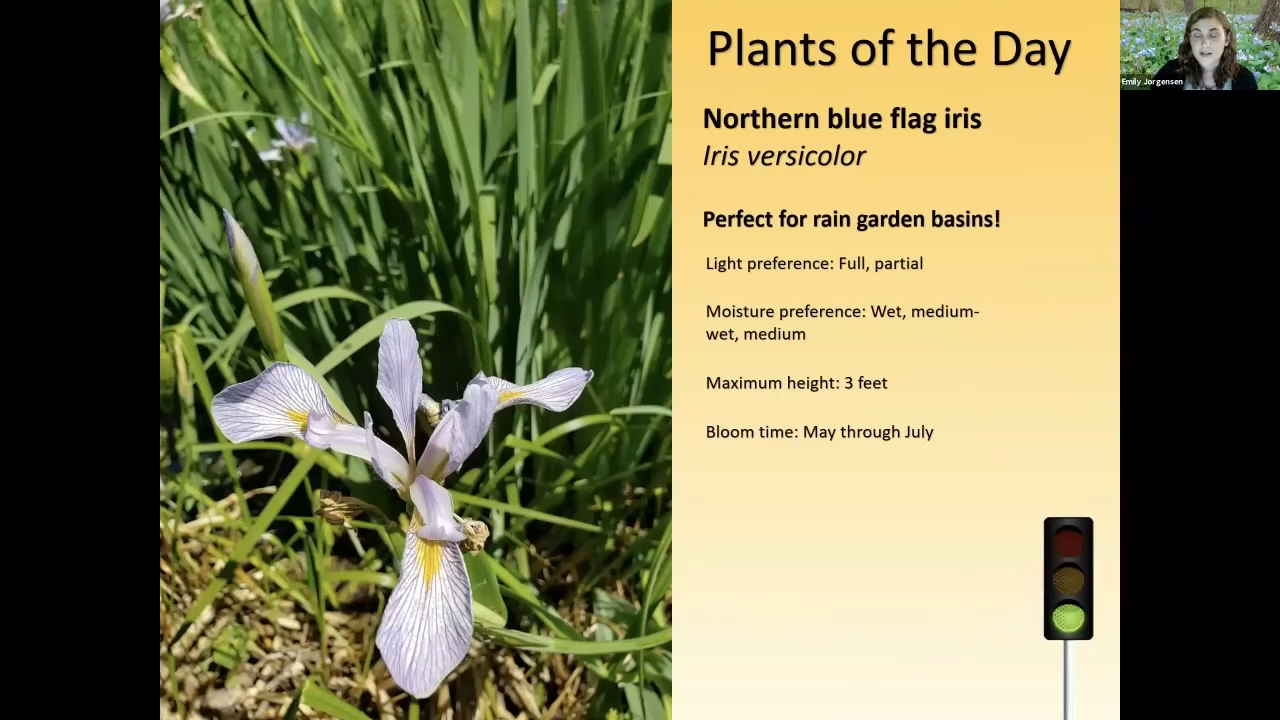 Plants of the Day
Northern blue flag iris
Iris versicolor
Perfect for rain garden basins!
Light preference: Full, partial
Moisture preference: Wet, medium-
wet, medium
Maximum height: 3 feet
Bloom time: May through July
Emily Jorgensen